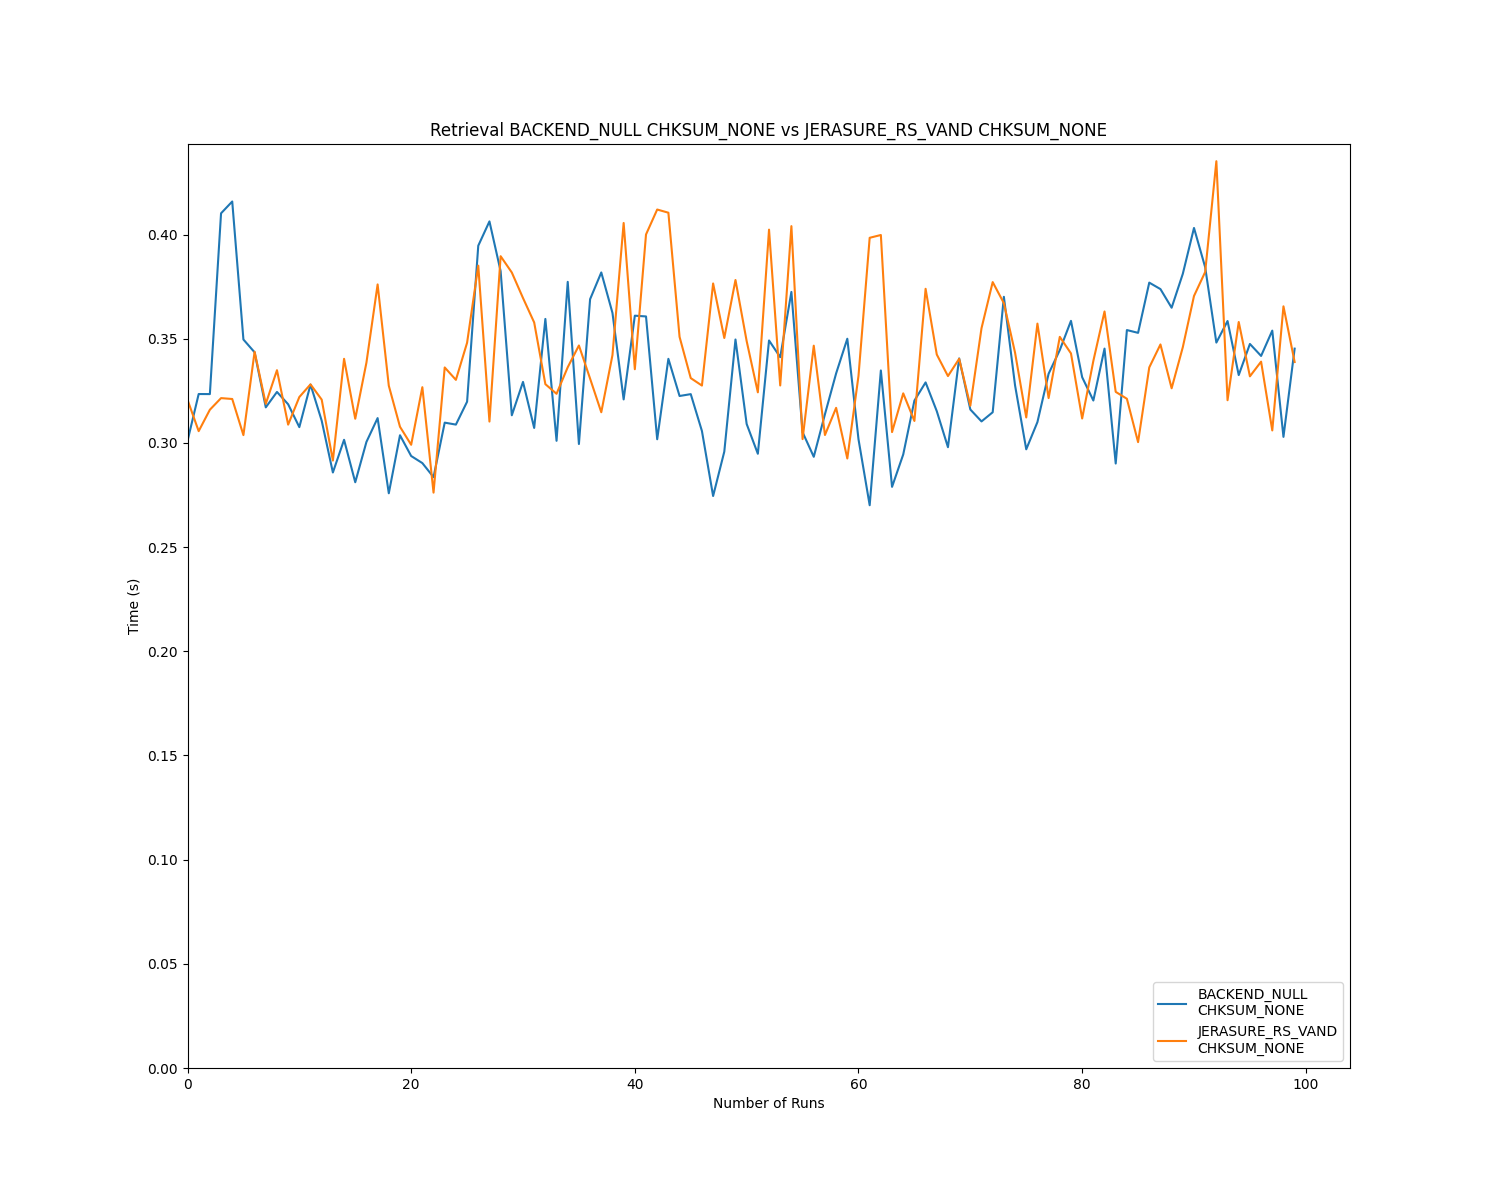 Retrieval BACKEND_NULL CHKSUM_NONE vs JERASURE_RS_VAND CHKSUM_NONE
0.40
0.35
0.30
0.25
0.20
0.15
0.10
0.05
0.00
Time (s)
0 20 40 60 80 100
Number of Runs
BACKEND_NULL
CHKSUM_NONE
JERASURE_RS_VAND
CHKSUM_NONE